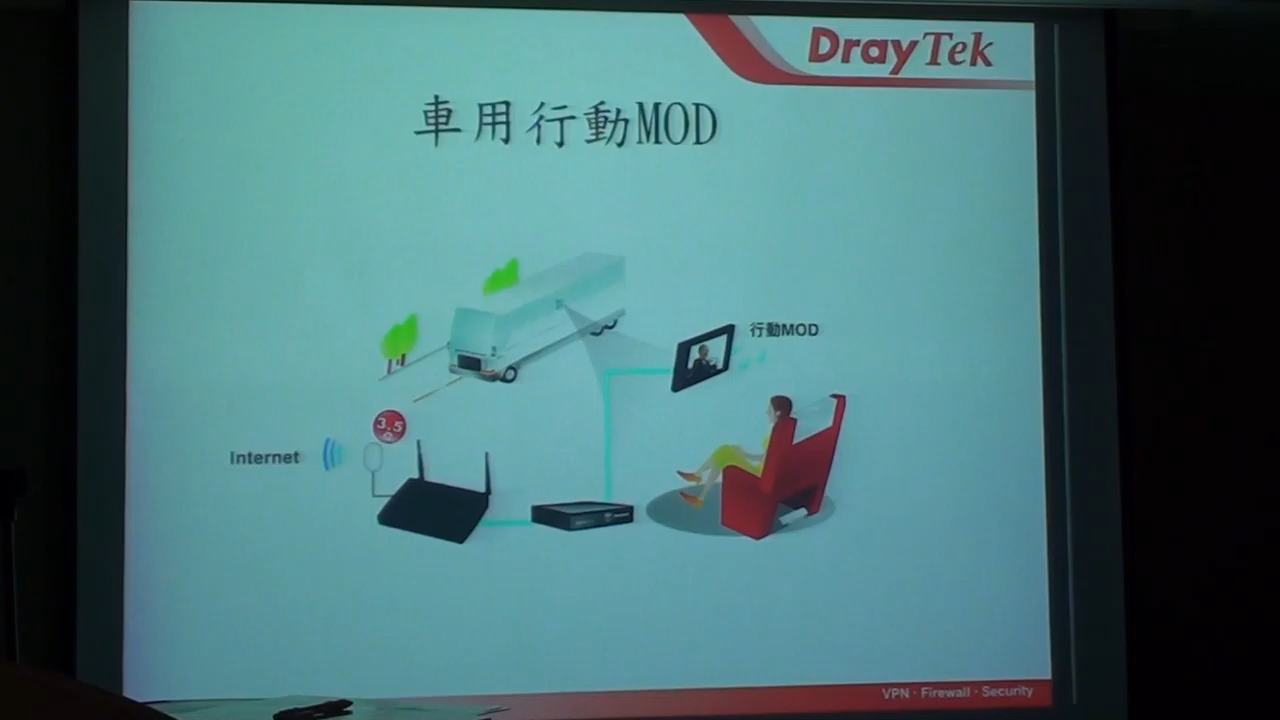 DrayTek
車用行動MOD
行動MOD
3.5
G
Internet
VPN · Firewall · Security